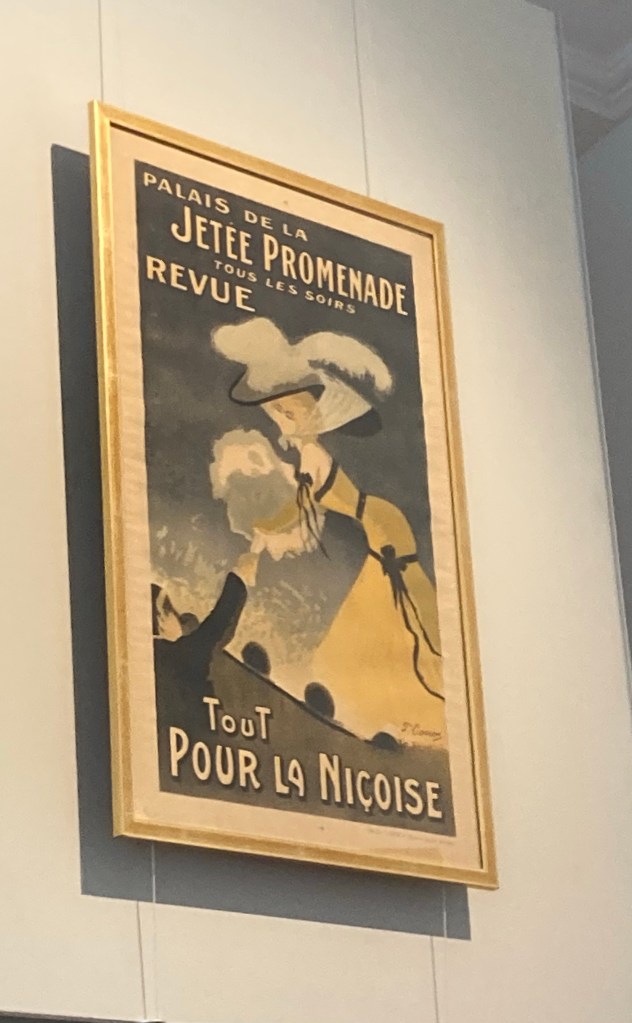 PALAIS DE LA
JETÉE PROMENADE
TOUS LES SOIRS
REVUE
TOUT
POUR LA NIÇOISE